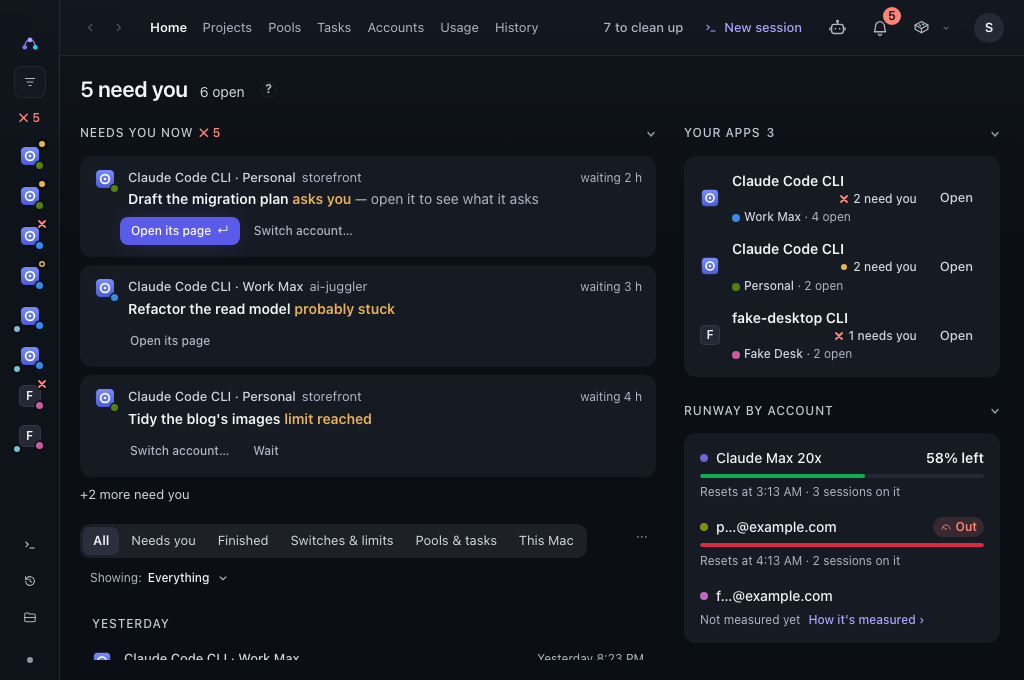 Home Projects Pools Tasks Accounts Usage History 7 to clean up New session 5 S
5
5 need you 6 open ?
NEEDS YOU NOW 5
Claude Code CLI · Personal storefront waiting 2 h
Draft the migration plan asks you — open it to see what it asks
Open its page ↵ Switch account...
Claude Code CLI · Work Max ai-juggler waiting 3 h
Refactor the read model probably stuck
Open its page
Claude Code CLI · Personal storefront waiting 4 h
Tidy the blog's images limit reached
Switch account... Wait
+2 more need you
All Needs you Finished Switches & limits Pools & tasks This Mac ...
Showing: Everything
YESTERDAY
Claude Code CLI · Work Max Yesterday 8:23 PM
YOUR APPS 3
Claude Code CLI
2 need you Open
Work Max · 4 open
Claude Code CLI
2 need you Open
Personal · 2 open
F fake-desktop CLI
1 needs you Open
Fake Desk · 2 open
RUNWAY BY ACCOUNT
Claude Max 20x 58% left
Resets at 3:13 AM · 3 sessions on it
p...@example.com Out
Resets at 4:13 AM · 2 sessions on it
f...@example.com
Not measured yet How it's measured ›
F
F